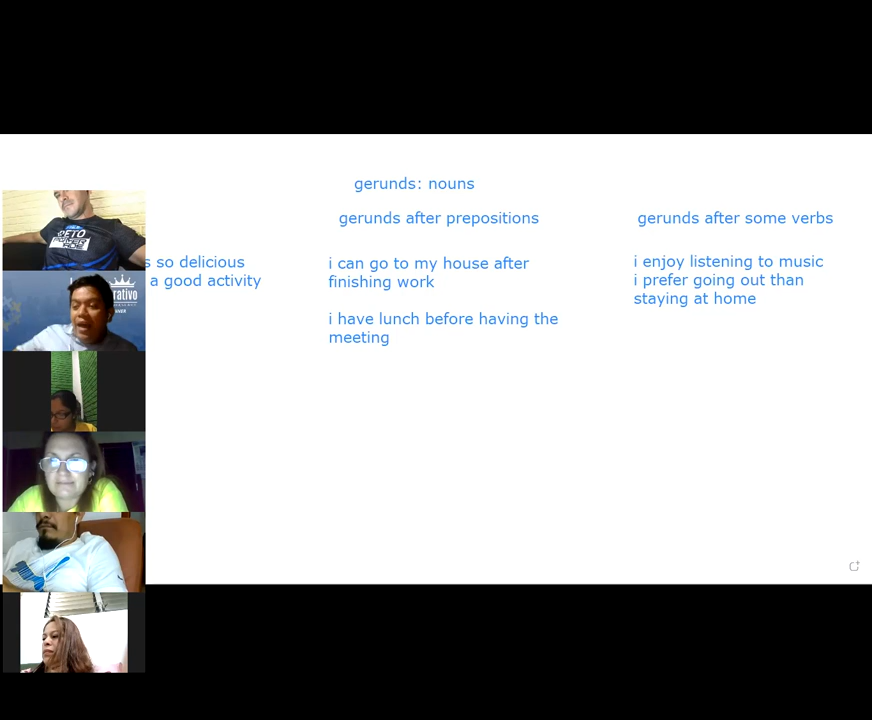 gerunds: nouns
gerunds after prepositions
gerunds after some verbs
so delicious
a good activity
i can go to my house after
finishing work
i have lunch before having the
meeting
i enjoy listening to music
i prefer going out than
staying at home